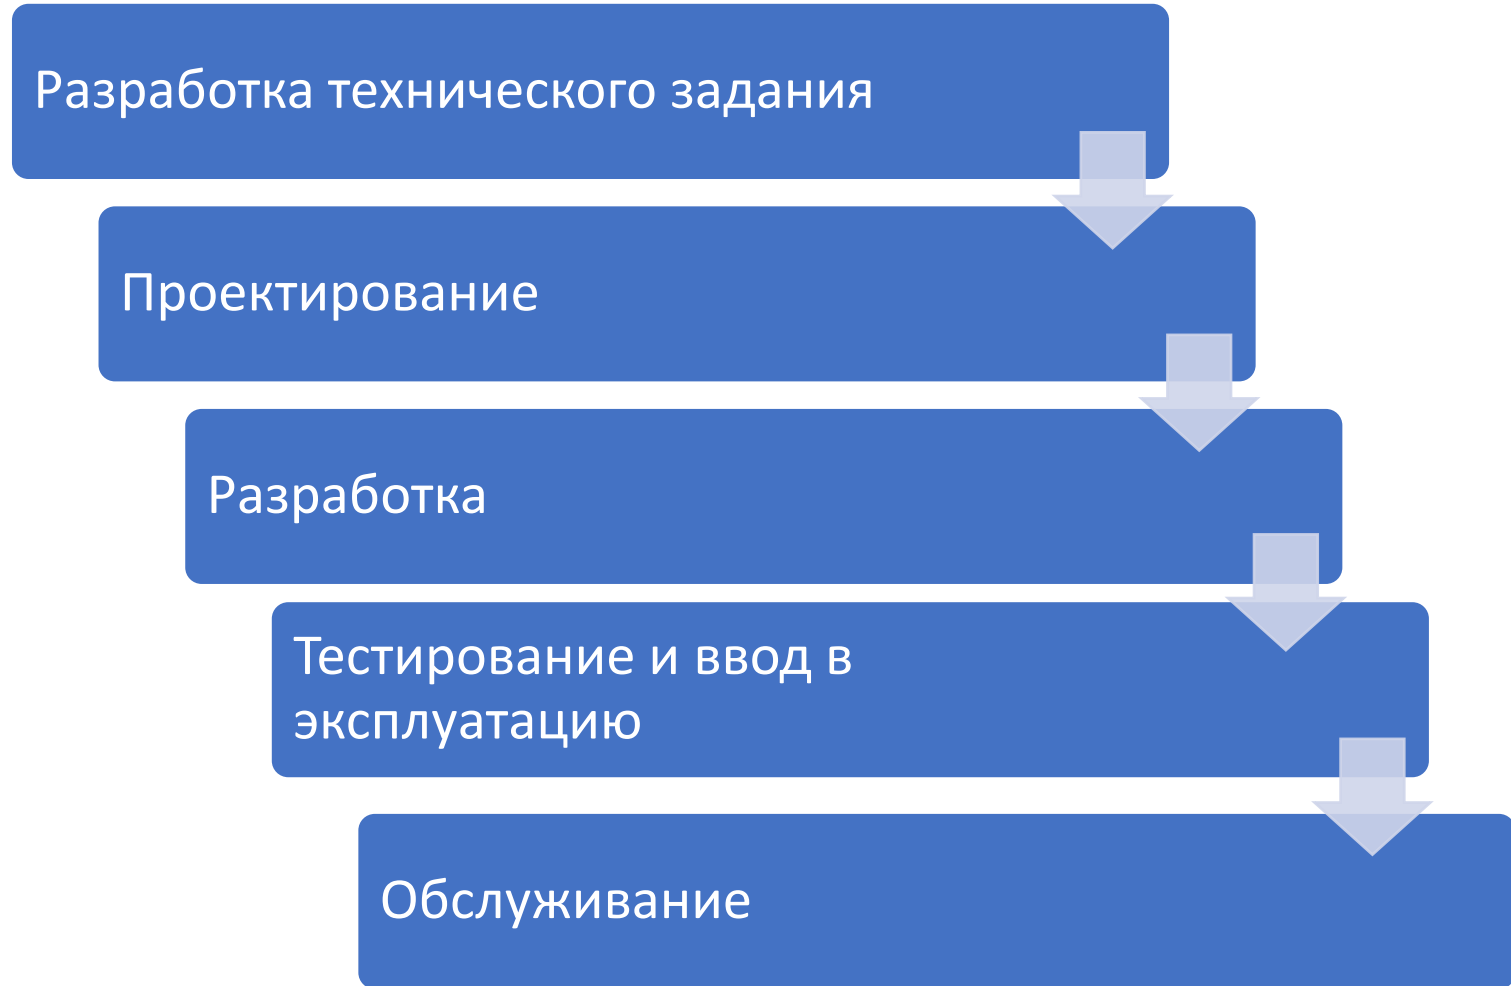 Разработка технического задания
Проектирование
Разработка
Тестирование и ввод в
эксплуатацию
Обслуживание